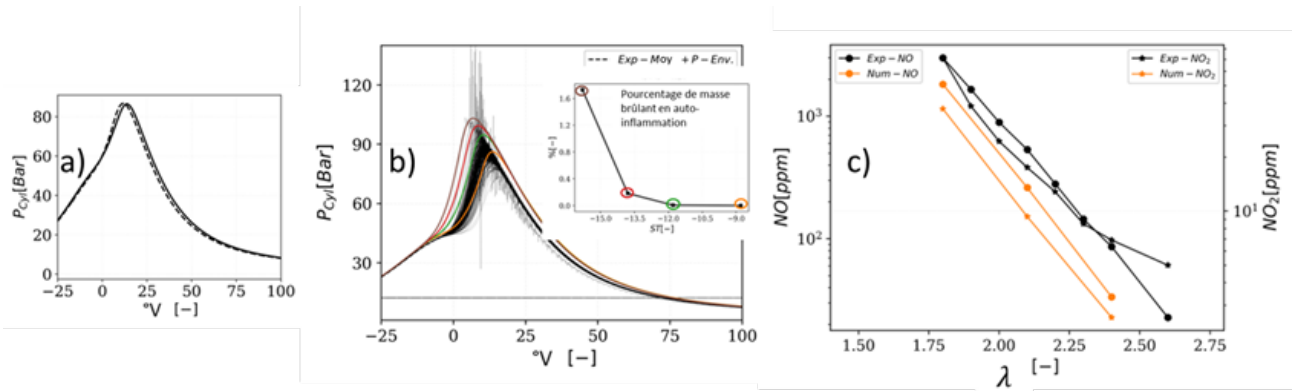 a)
P_Cyl[Bar]
80
60
40
20
0
−25
0
25
50
75
100
°V [−]
b)
P_Cyl[Bar]
120
90
60
30
−25
0
25
50
75
100
°V [−]
Exp − Moy + P − Env.
Pourcentage de masse
brûlant en auto-
inflammation
%[−]
1.6
1.2
0.8
0.4
0.0
−15.0
−13.5
−12.0
−10.5
−9.0
ST[−]
c)
Exp − NO
Num − NO
Exp − NO₂
Num − NO₂
NO[ppm]
10³
10²
NO₂[ppm]
10¹
1.50
1.75
2.00
2.25
2.50
2.75
λ [−]